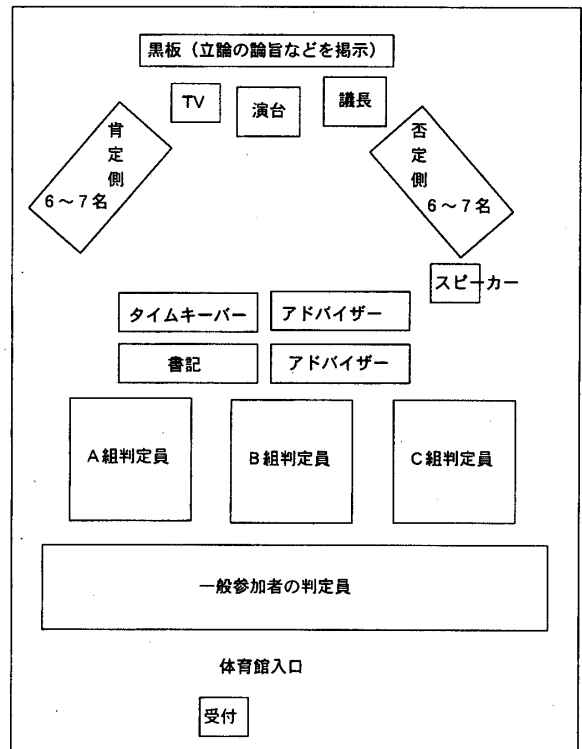 黒板（立論の論旨などを掲示）
TV
演台
議長
肯定側
6～7名
否定側
6～7名
スピーカー
タイムキーパー
アドバイザー
書記
アドバイザー
A組判定員
B組判定員
C組判定員
一般参加者の判定員
体育館入口
受付